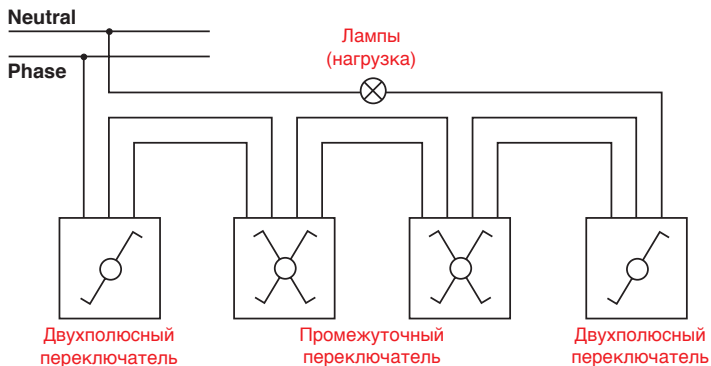 Neutral
Phase
Лампы
(нагрузка)
Двухполюсный
переключатель
Промежуточный
переключатель
Двухполюсный
переключатель